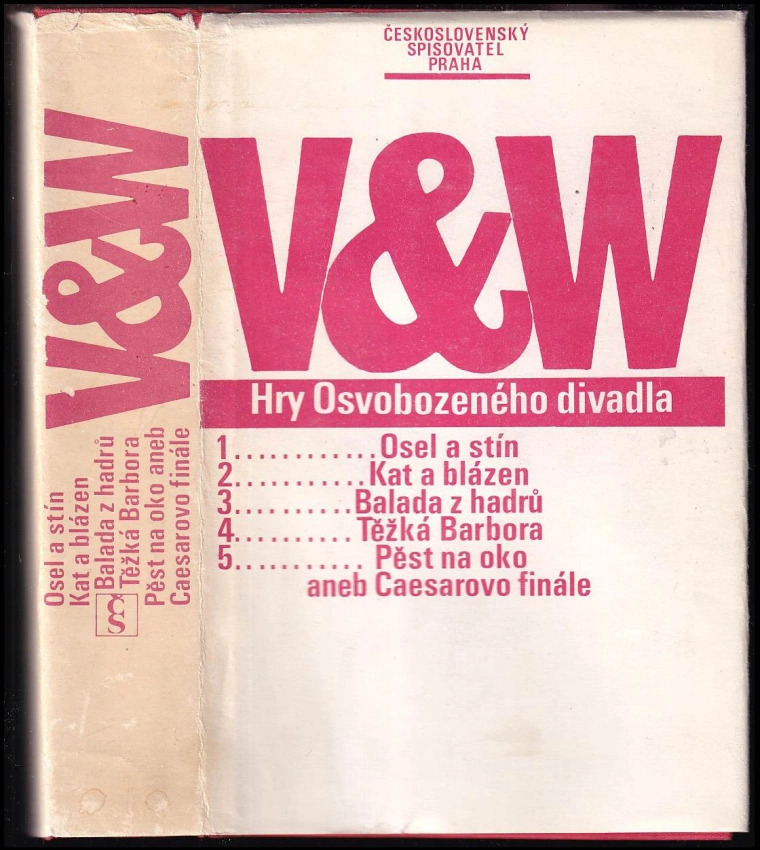 ČESKOSLOVENSKÝ
SPISOVATEL
PRAHA
V&W
Hry Osvobozeného divadla
1............Osel a stín
2...........Kat a blázen
3..........Balada z hadrů
4..........Těžká Barbora
5........... Pěst na oko
aneb Caesarovo finále
V&W
Osel a stín
Kat a blázen
Balada z hadrů
Těžká Barbora
Pěst na oko aneb
Caesarovo finále
ČS